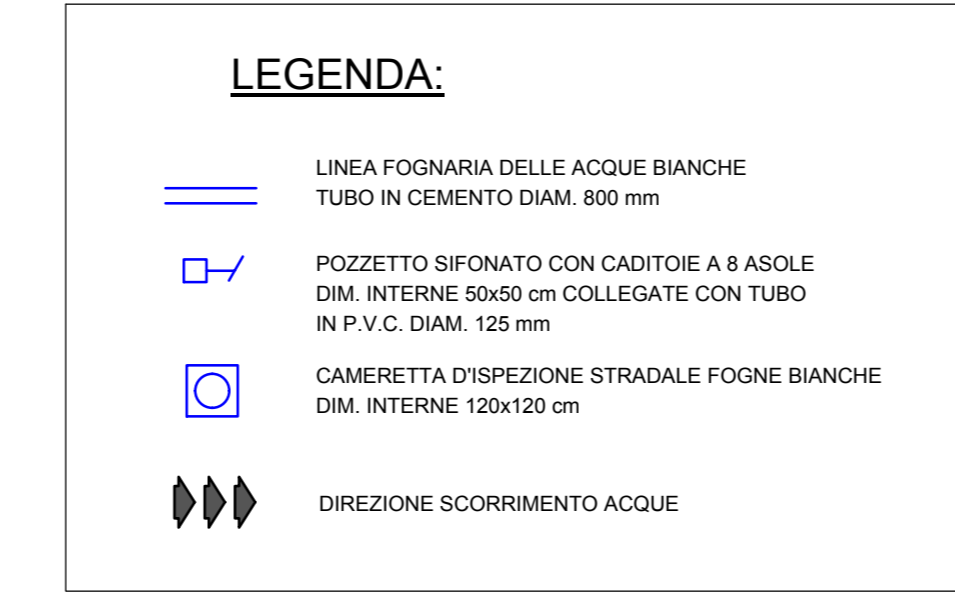 LEGENDA:
LINEA FOGNARIA DELLE ACQUE BIANCHE
TUBO IN CEMENTO DIAM. 800 mm
POZZETTO SIFONATO CON CADITOIE A 8 ASOLE
DIM. INTERNE 50x50 cm COLLEGATE CON TUBO
IN P.V.C. DIAM. 125 mm
CAMERETTA D'ISPEZIONE STRADALE FOGNE BIANCHE
DIM. INTERNE 120x120 cm
DIREZIONE SCORRIMENTO ACQUE